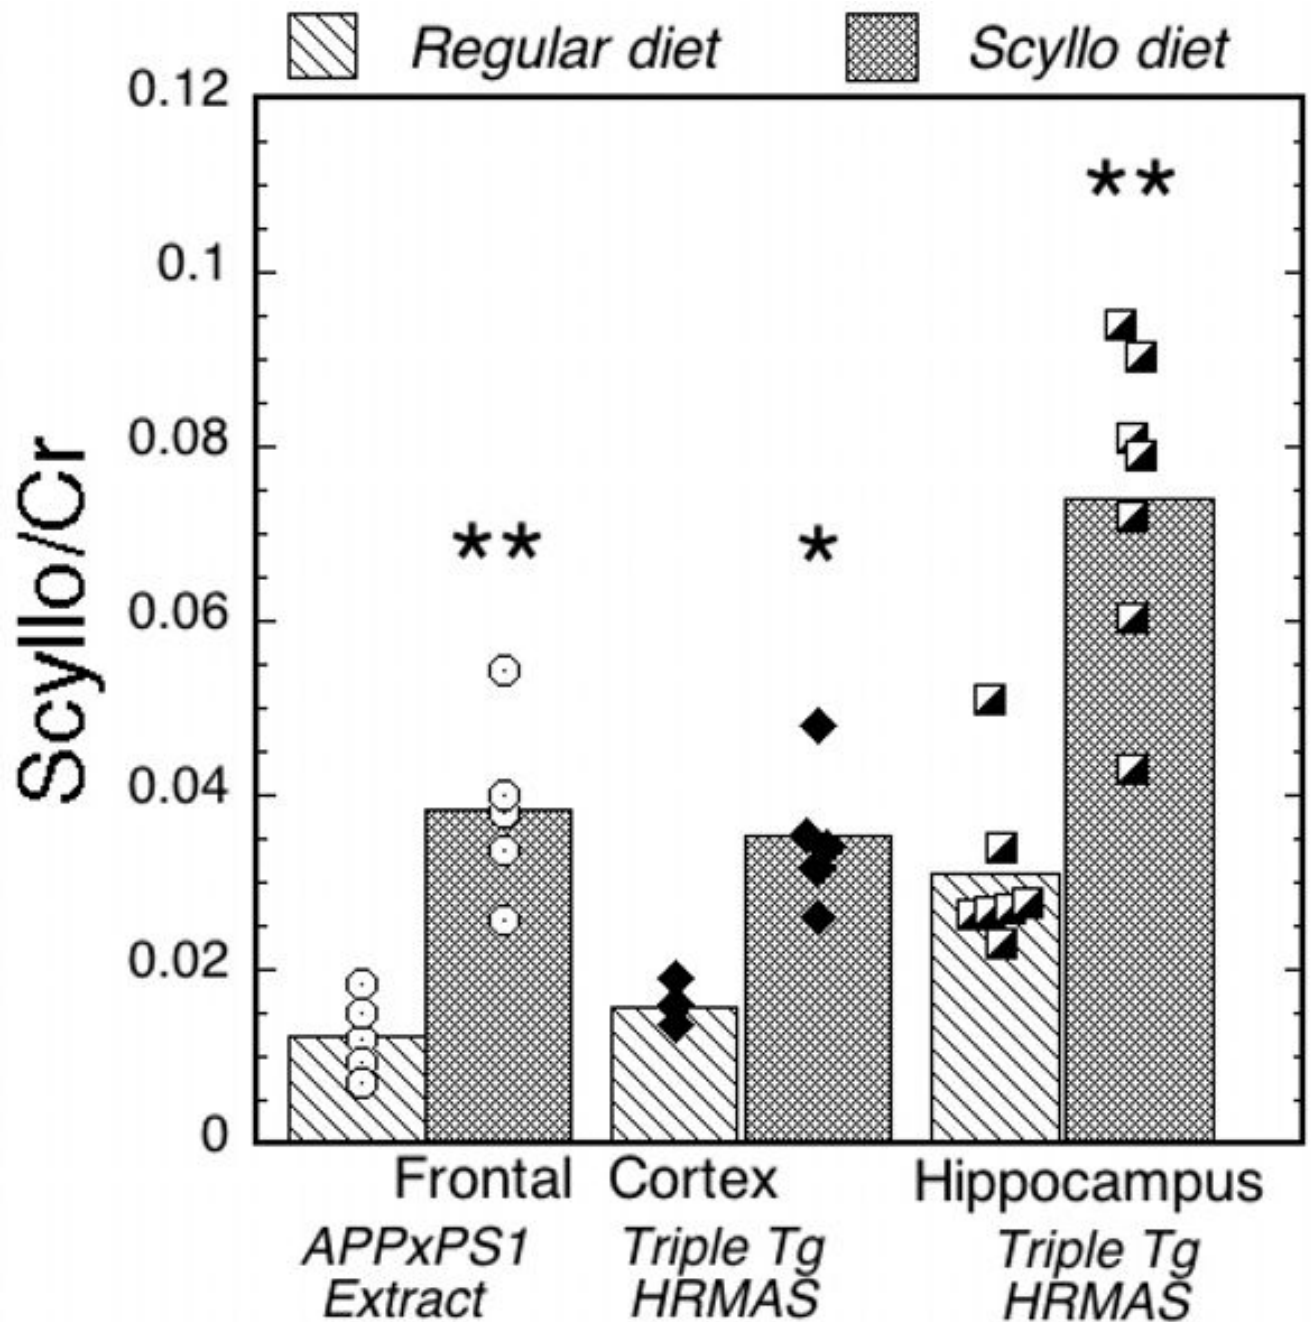 Regular diet Scyllo diet
0.12
**
0.1
0.08
** *
0.06
0.04
0.02
0
Scyllo/Cr
Frontal Cortex Hippocampus
APPxPS1 Triple Tg Triple Tg
Extract HRMAS HRMAS